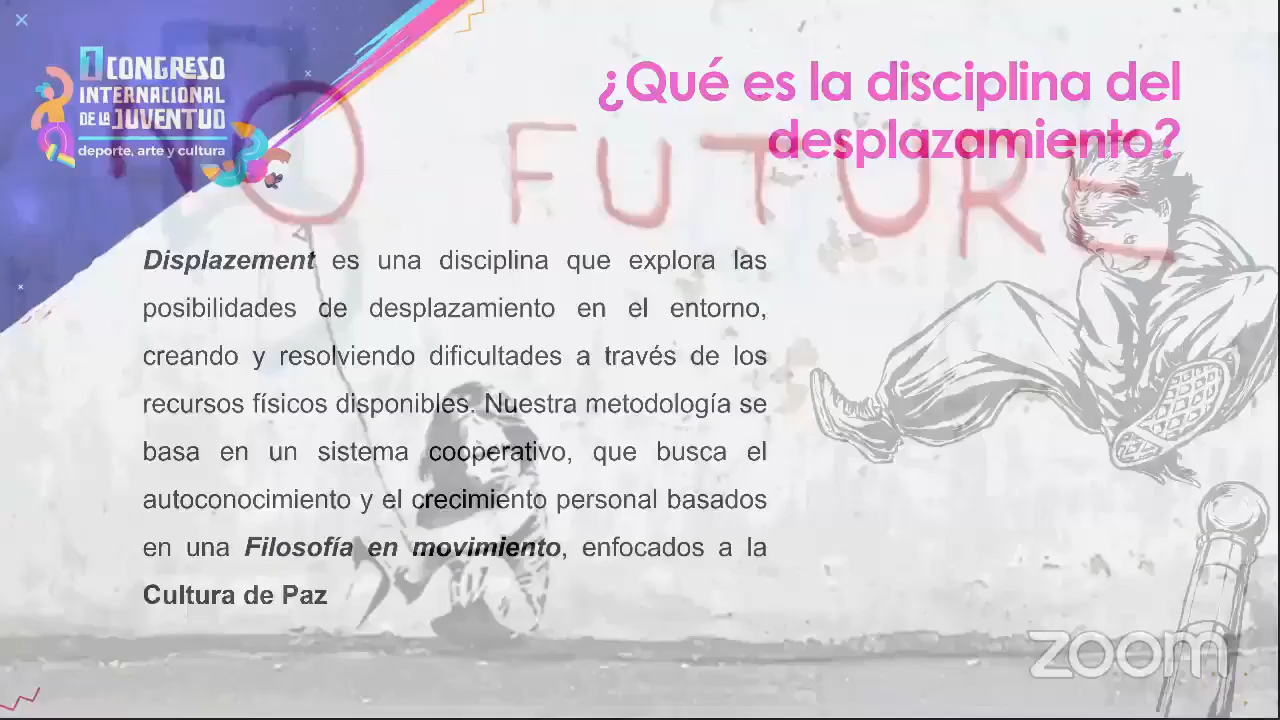 1 CONGRESO
INTERNACIONAL
DE LA JUVENTUD
deporte, arte y cultura
¿Qué es la disciplina del
desplazamiento?
NO FUTURE
Displazement es una disciplina que explora las
posibilidades de desplazamiento en el entorno,
creando y resolviendo dificultades a través de los
recursos físicos disponibles. Nuestra metodología se
basa en un sistema cooperativo, que busca el
autoconocimiento y el crecimiento personal basados
en una Filosofía en movimiento, enfocados a la
Cultura de Paz
zoom